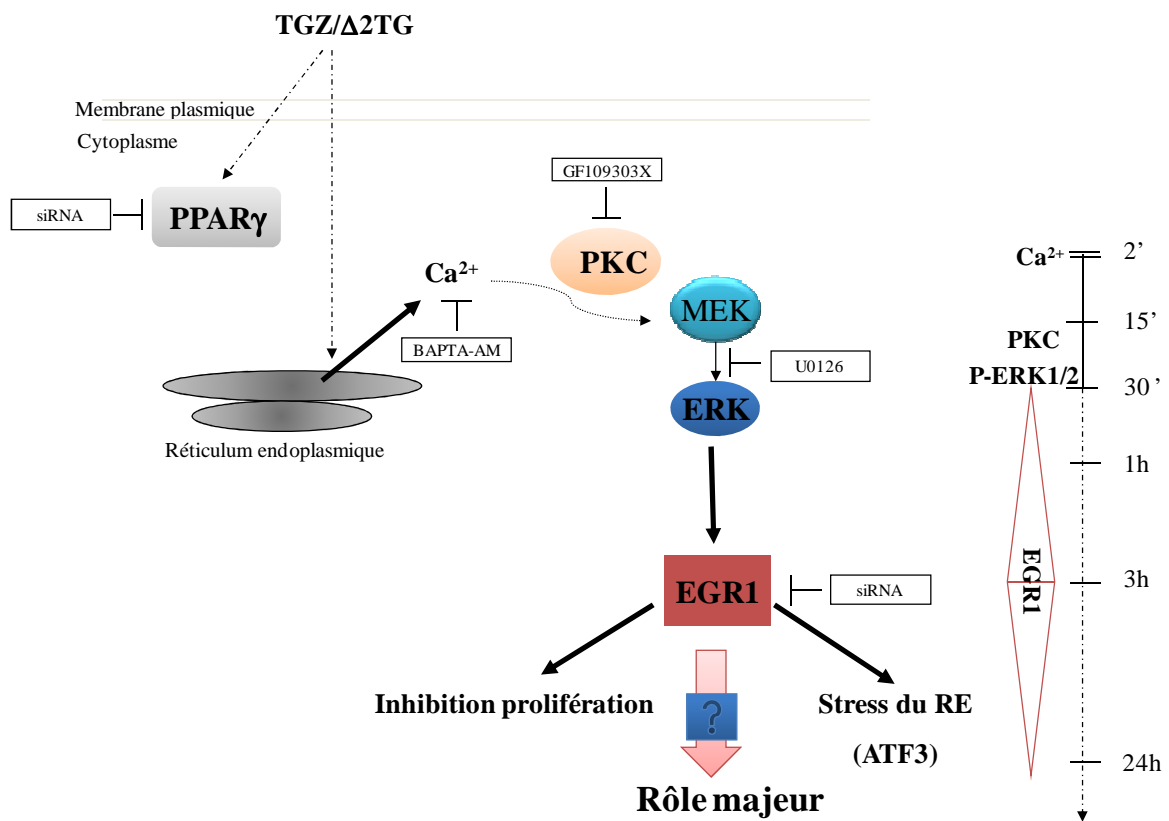 TGZ/Δ2TG
Membrane plasmique
Cytoplasme
GF109303X
siRNA
PPARγ
PKC
Ca²⁺
MEK
BAPTA-AM
U0126
ERK
Réticulum endoplasmique
EGR1
siRNA
Inhibition prolifération
?
Stress du RE
(ATF3)
Rôle majeur
Ca²⁺
2’
15’
PKC
P-ERK1/2
30’
1h
EGR1
3h
24h